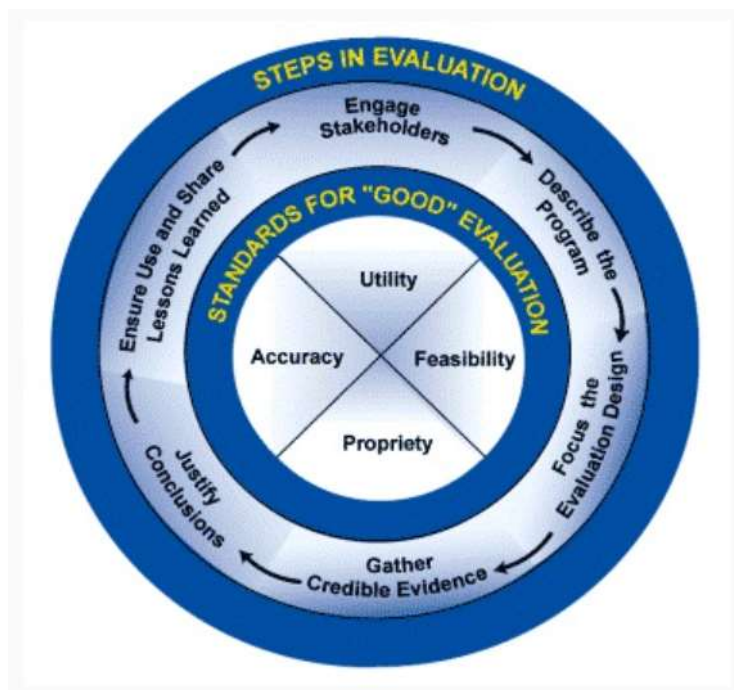 STEPS IN EVALUATION
Engage
Stakeholders
Describe the
Program
Focus the
Evaluation Design
Gather
Credible Evidence
Justify
Conclusions
Ensure Use and Share
Lessons Learned
STANDARDS FOR "GOOD" EVALUATION
Utility
Accuracy
Feasibility
Propriety